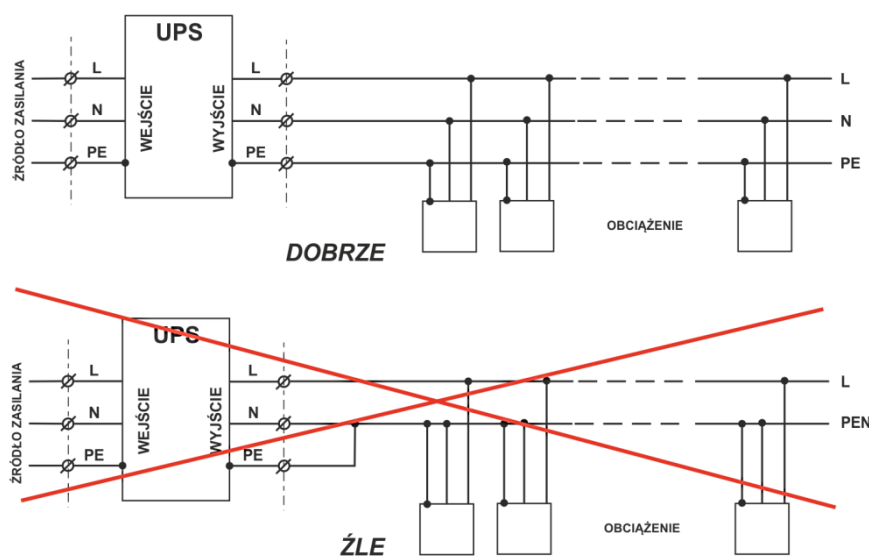 UPS
ŹRÓDŁO ZASILANIA
L
N
PE
WEJŚCIE
WYJŚCIE
L
N
PE
L
N
PE
OBCIĄŻENIE
DOBRZE
UPS
ŹRÓDŁO ZASILANIA
L
N
PE
WEJŚCIE
WYJŚCIE
L
N
PE
L
PEN
OBCIĄŻENIE
ŹLE